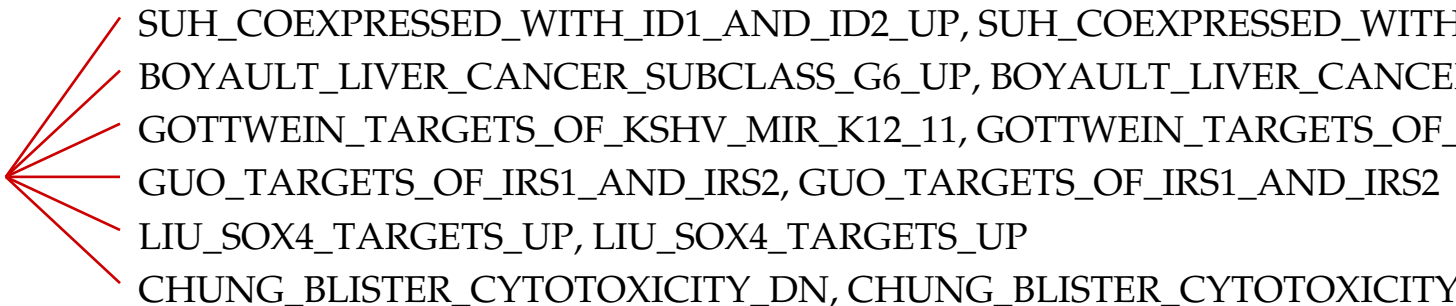 SUH_COEXPRESSED_WITH_ID1_AND_ID2_UP, SUH_COEXPRESSED_WITH
BOYAULT_LIVER_CANCER_SUBCLASS_G6_UP, BOYAULT_LIVER_CANCE
GOTTWEIN_TARGETS_OF_KSHV_MIR_K12_11, GOTTWEIN_TARGETS_OF_
GUO_TARGETS_OF_IRS1_AND_IRS2, GUO_TARGETS_OF_IRS1_AND_IRS2
LIU_SOX4_TARGETS_UP, LIU_SOX4_TARGETS_UP
CHUNG_BLISTER_CYTOTOXICITY_DN, CHUNG_BLISTER_CYTOTOXICITY